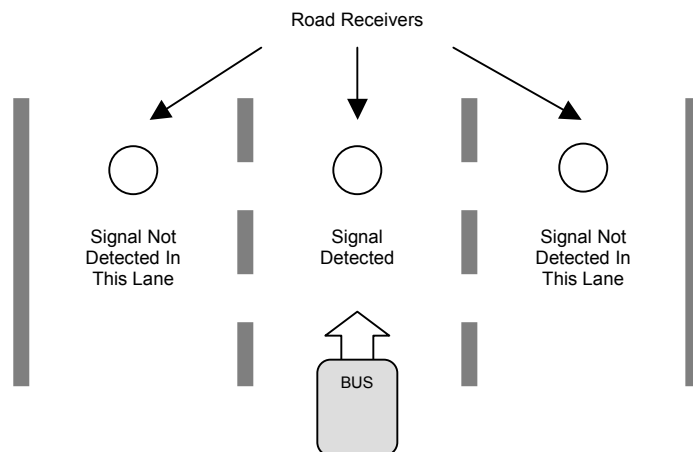 Road Receivers
Signal Not
Detected In
This Lane
Signal
Detected
Signal Not
Detected In
This Lane
BUS